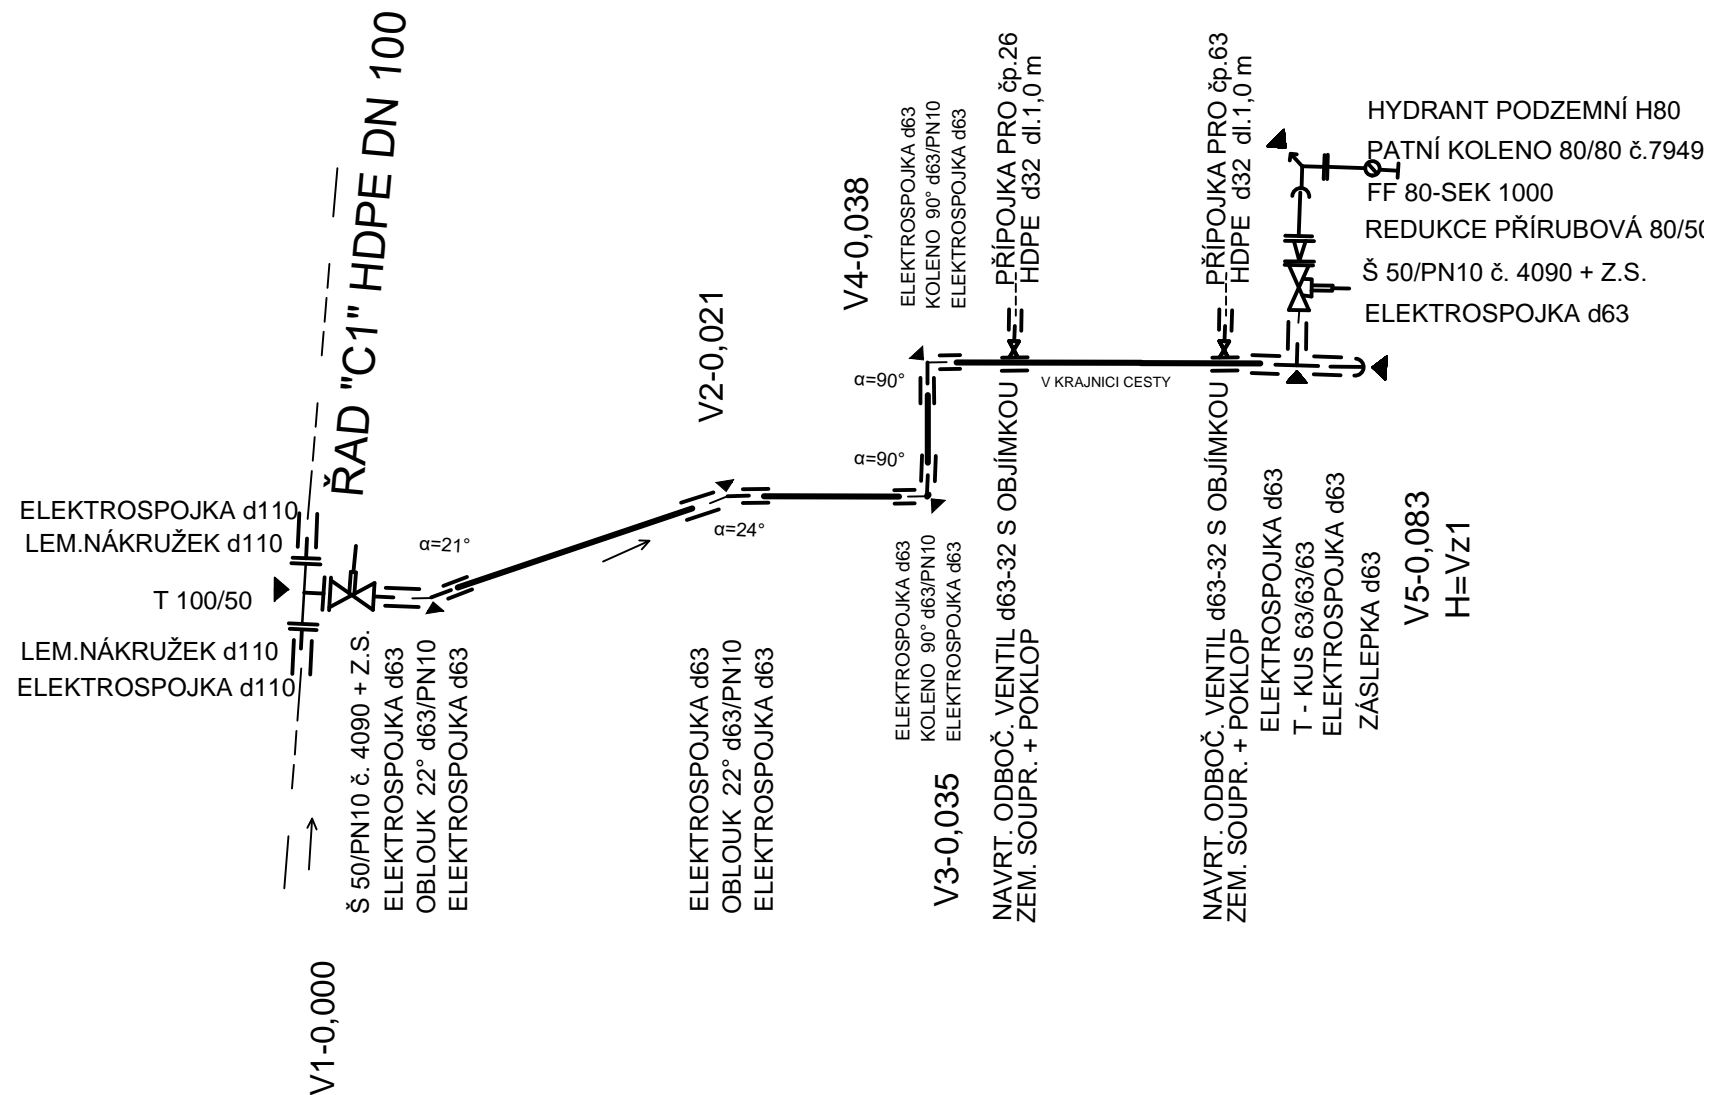 ŘAD "C1" HDPE DN 100
ELEKTROSPOJKA d110
LEM.NÁKRUŽEK d110
T 100/50
LEM.NÁKRUŽEK d110
ELEKTROSPOJKA d110
V1-0,000
α=21°
Š 50/PN10 č. 4090 + Z.S.
ELEKTROSPOJKA d63
OBLOUK 22° d63/PN10
ELEKTROSPOJKA d63
V2-0,021
α=24°
ELEKTROSPOJKA d63
OBLOUK 22° d63/PN10
ELEKTROSPOJKA d63
V4-0,038
ELEKTROSPOJKA d63
KOLENO 90° d63/PN10
ELEKTROSPOJKA d63
α=90°
α=90°
ELEKTROSPOJKA d63
KOLENO 90° d63/PN10
ELEKTROSPOJKA d63
V3-0,035
PŘÍPOJKA PRO čp.26
HDPE d32 dl.1,0 m
V KRAJNICI CESTY
NAVRT. ODBOČ. VENTIL d63-32 S OBJÍMKOU
ZEM. SOUPR. + POKLOP
PŘÍPOJKA PRO čp.63
HDPE d32 dl.1,0 m
NAVRT. ODBOČ. VENTIL d63-32 S OBJÍMKOU
ZEM. SOUPR. + POKLOP
HYDRANT PODZEMNÍ H80
PATNÍ KOLENO 80/80 č.7949
FF 80-SEK 1000
REDUKCE PŘÍRUBOVÁ 80/50
Š 50/PN10 č. 4090 + Z.S.
ELEKTROSPOJKA d63
ELEKTROSPOJKA d63
T - KUS 63/63/63
ELEKTROSPOJKA d63
ZÁSLEPKA d63
V5-0,083
H=Vz1